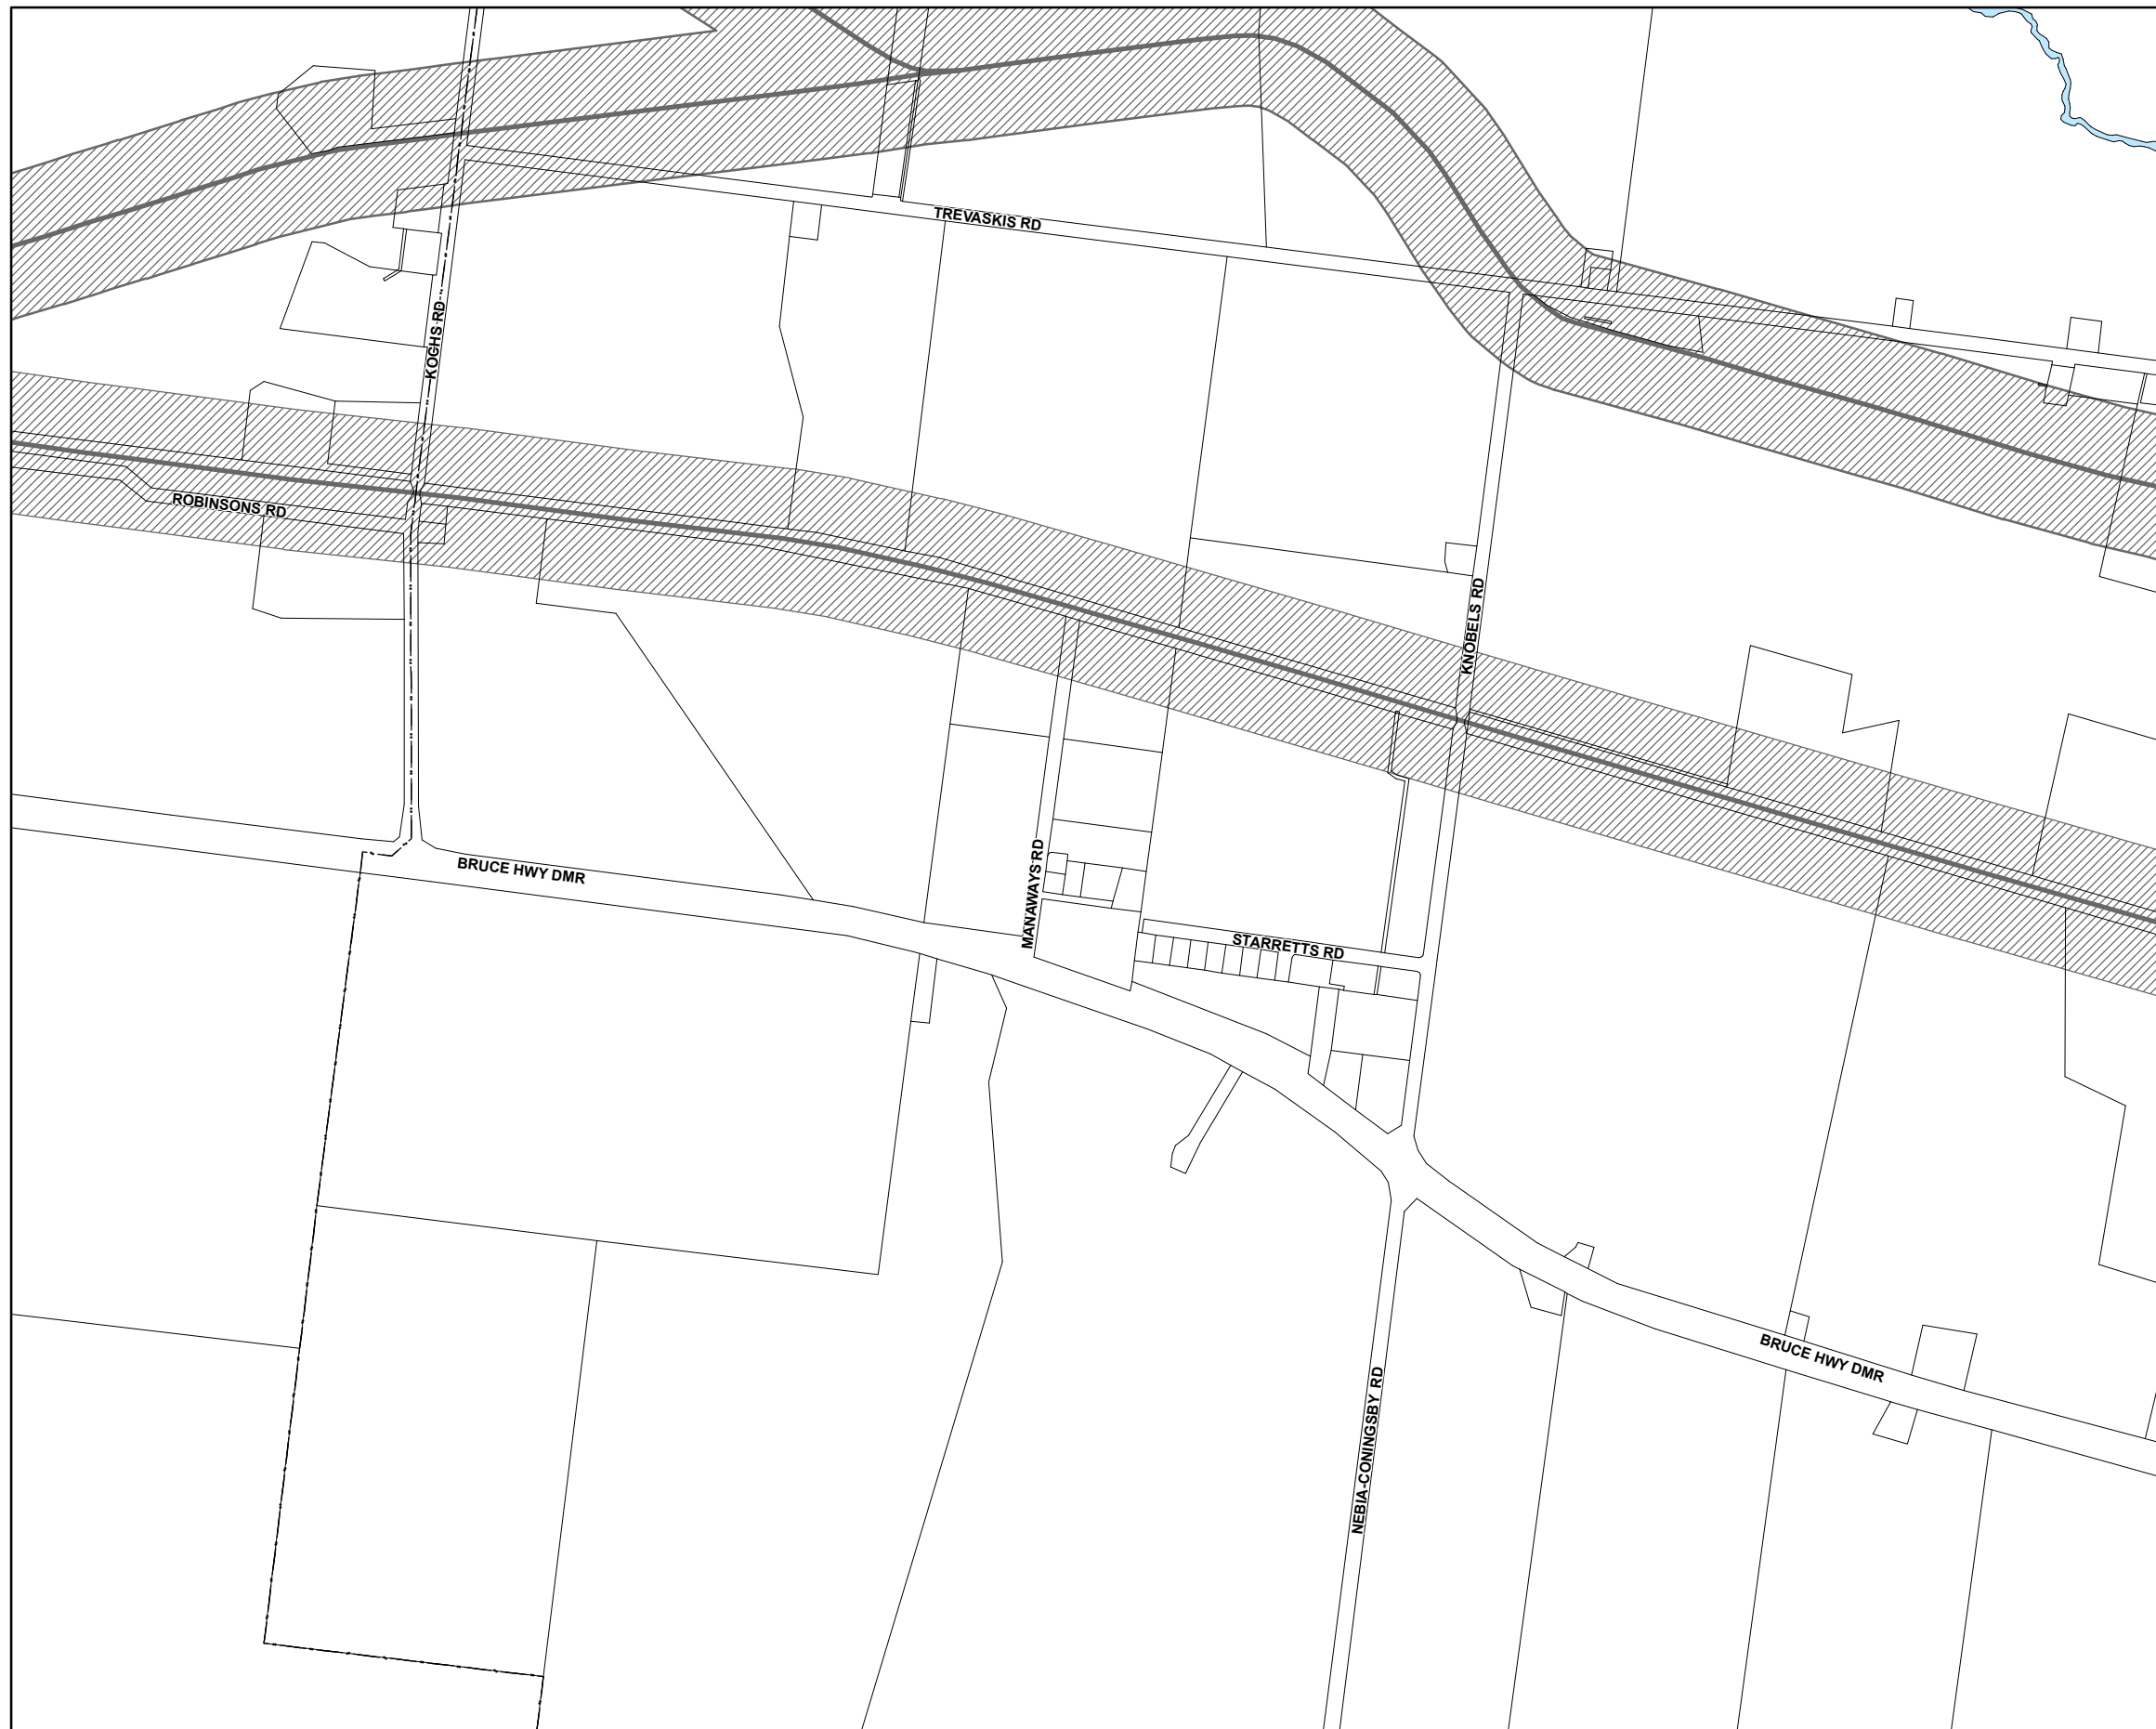 TREVASKIS RD
KOCHS RD
ROBINSONS RD
KNOBELS RD
BRUCE HWY DMR
MANAWAYS RD
STARRETTS RD
BRUCE HWY DMR
NEBIA-CONINGSBY RD